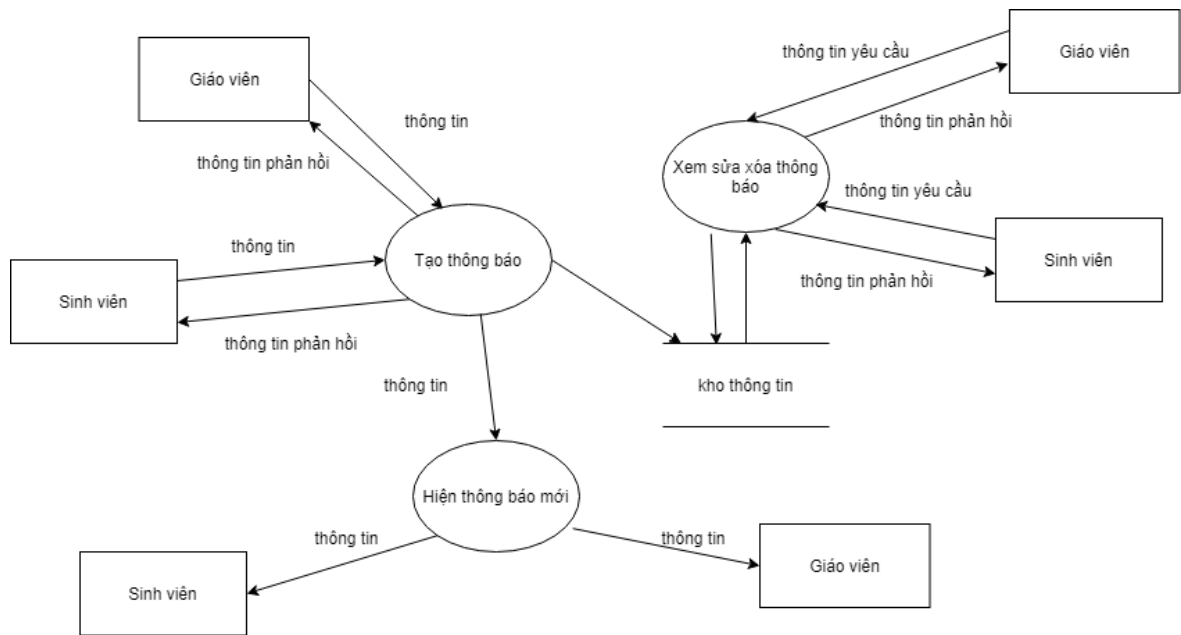 Giáo viên
thông tin yêu cầu
Giáo viên
thông tin
thông tin phản hồi
thông tin phản hồi
Xem sửa xóa thông
báo
thông tin yêu cầu
thông tin
Tạo thông báo
Sinh viên
Sinh viên
thông tin phản hồi
thông tin phản hồi
thông tin
kho thông tin
Hiện thông báo mới
thông tin
thông tin
Giáo viên
Sinh viên